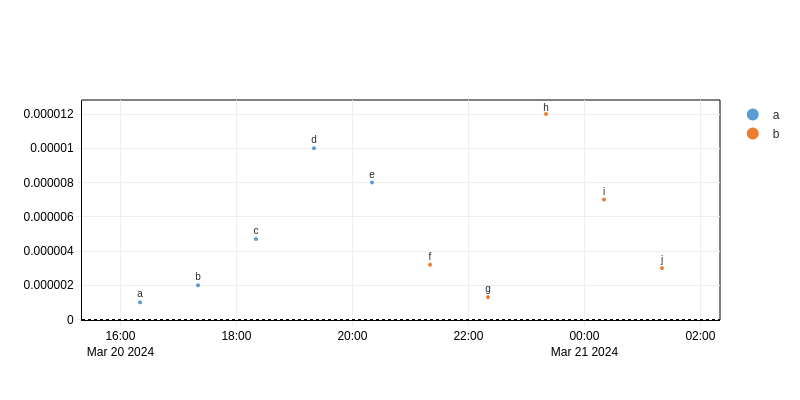 0.000012
0.00001
0.000008
0.000006
0.000004
0.000002
0
a
b
c
d
e
f
g
h
i
j
16:00
18:00
20:00
22:00
00:00
02:00
Mar 20 2024
Mar 21 2024
a
b